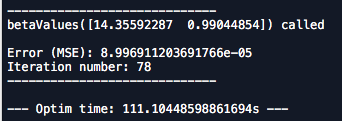 -----------------------------
betaValues([14.35592287  0.99044854]) called
Error (MSE): 8.996911203691766e-05
Iteration number: 78
-----------------------------
--- Optim time: 111.10448598861694s ---